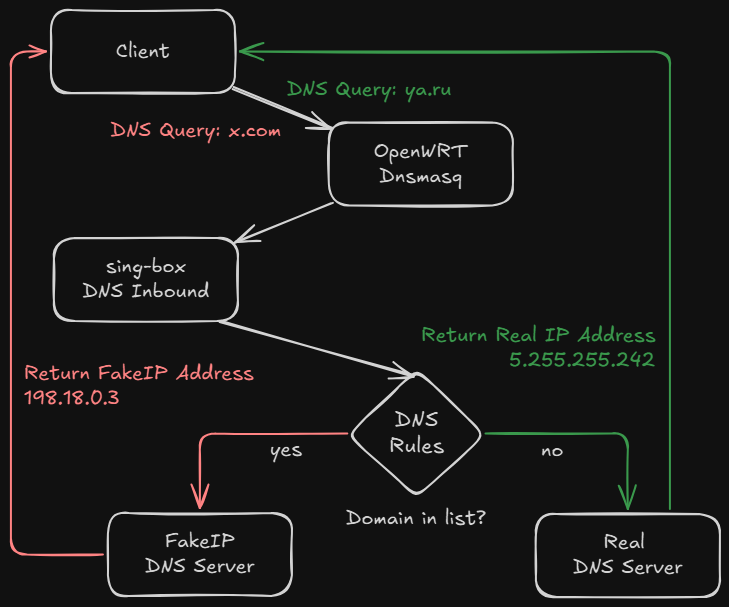 Client
DNS Query: ya.ru
DNS Query: x.com
OpenWRT
Dnsmasq
sing-box
DNS Inbound
Return Real IP Address
5.255.255.242
Return FakeIP Address
198.18.0.3
DNS
Rules
yes
no
Domain in list?
FakeIP
DNS Server
Real
DNS Server